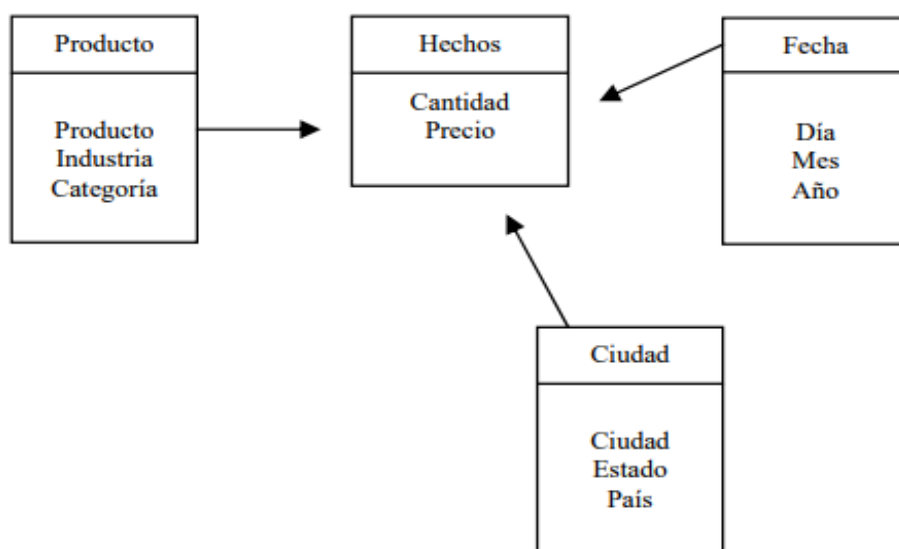 Producto
Producto
Industria
Categoría
Hechos
Cantidad
Precio
Fecha
Día
Mes
Año
Ciudad
Ciudad
Estado
País